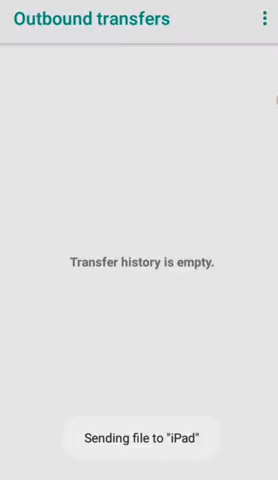 Outbound transfers
Transfer history is empty.
Sending file to "iPad"